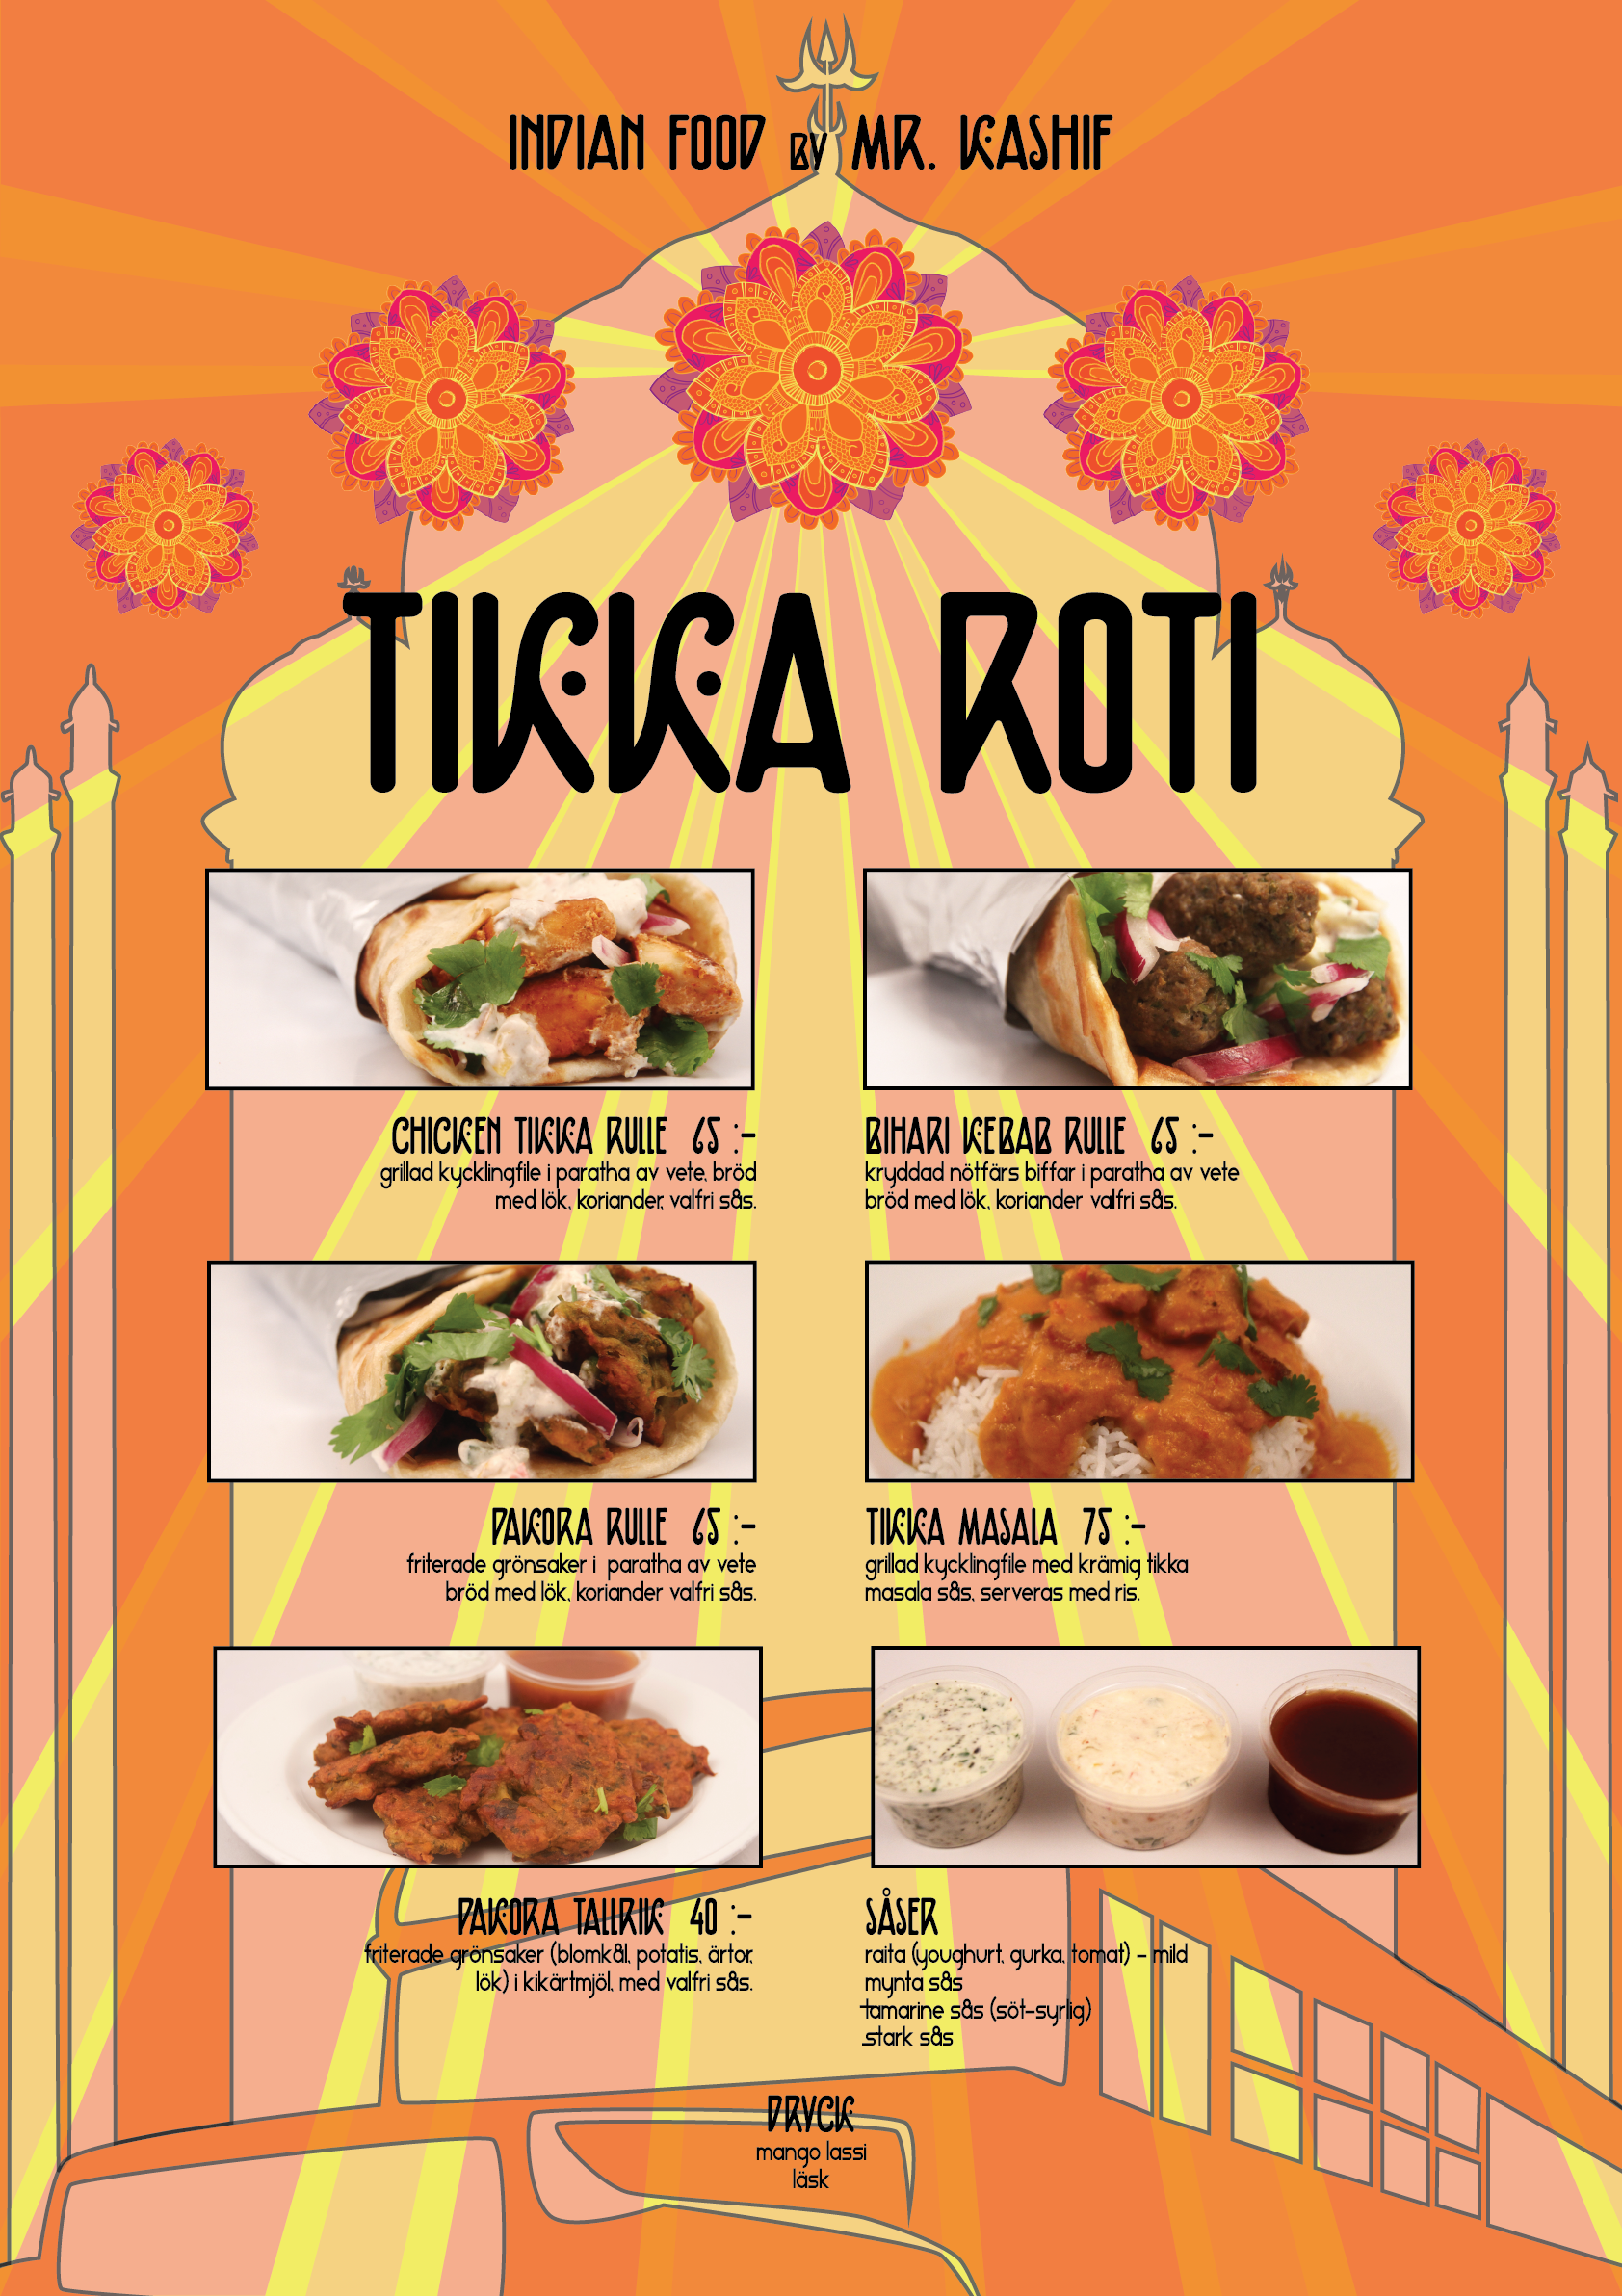 INDIAN FOOD BY MR. KASHIF
TIKKA ROTI
CHICKEN TIKKA RULLE 65 :-
grillad kycklingfile i paratha av vete, bröd
med lök, koriander, valfri sås.
BIHARI KEBAB RULLE 65 :-
kryddad nötfärs biffar i paratha av vete
bröd med lök, koriander valfri sås.
PAKORA RULLE 65 :-
friterade grönsaker i paratha av vete
bröd med lök, koriander valfri sås.
TIKKA MASALA 75 :-
grillad kycklingfile med krämig tikka
masala sås, serveras med ris.
PAKORA TALLRIK 40 :-
friterade grönsaker (blomkål, potatis, ärtor,
lök) i kikärtmjöl, med valfri sås.
SÅSER
raita (youghurt, gurka, tomat) - mild
mynta sås
tamarine sås (söt-syrlig)
stark sås
DRYCK
mango lassi
läsk